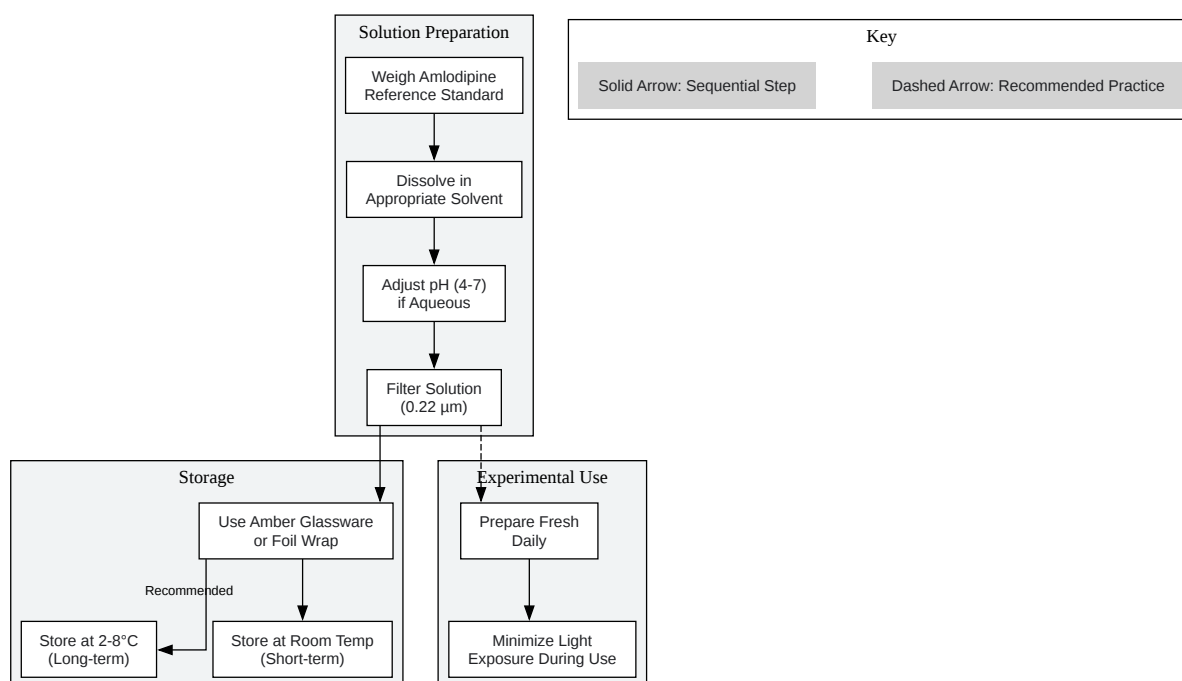 Solution Preparation
Weigh Amlodipine
Reference Standard
Dissolve in
Appropriate Solvent
Adjust pH (4-7)
if Aqueous
Filter Solution
(0.22 µm)
Key
Solid Arrow: Sequential Step
Dashed Arrow: Recommended Practice
Storage
Use Amber Glassware
or Foil Wrap
Recommended
Store at 2-8°C
(Long-term)
Store at Room Temp
(Short-term)
Experimental Use
Prepare Fresh
Daily
Minimize Light
Exposure During Use